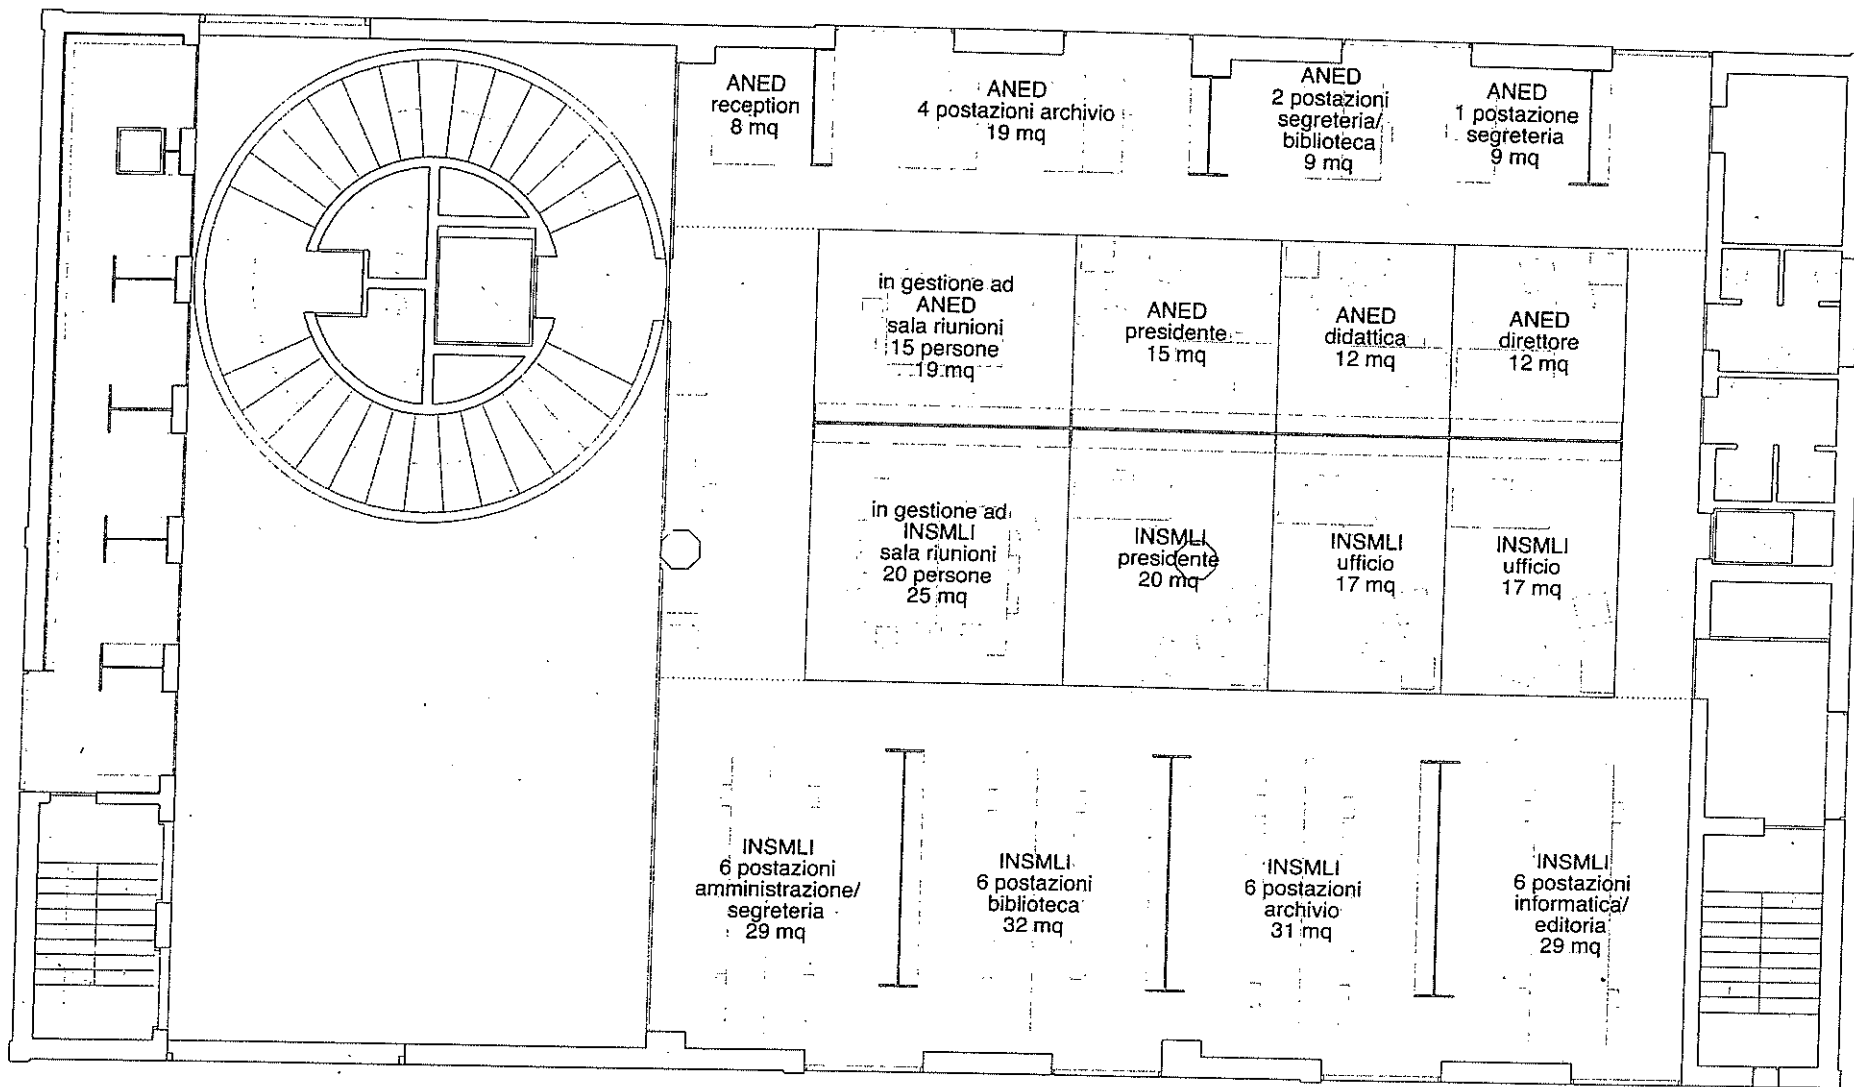 ANED
reception
8 mq
ANED
4 postazioni archivio
19 mq
ANED
2 postazioni
segreteria/
biblioteca
9 mq
ANED
1 postazione
segreteria
9 mq
in gestione ad
ANED
sala riunioni
15 persone
19 mq
ANED
presidente
15 mq
ANED
didattica
12 mq
ANED
direttore
12 mq
in gestione ad
INSMLI
sala riunioni
20 persone
25 mq
INSMLI
presidente
20 mq
INSMLI
ufficio
17 mq
INSMLI
ufficio
17 mq
INSMLI
6 postazioni
amministrazione/
segreteria
29 mq
INSMLI
6 postazioni
biblioteca
32 mq
INSMLI
6 postazioni
archivio
31 mq
INSMLI
6 postazioni
informatica/
editoria
29 mq